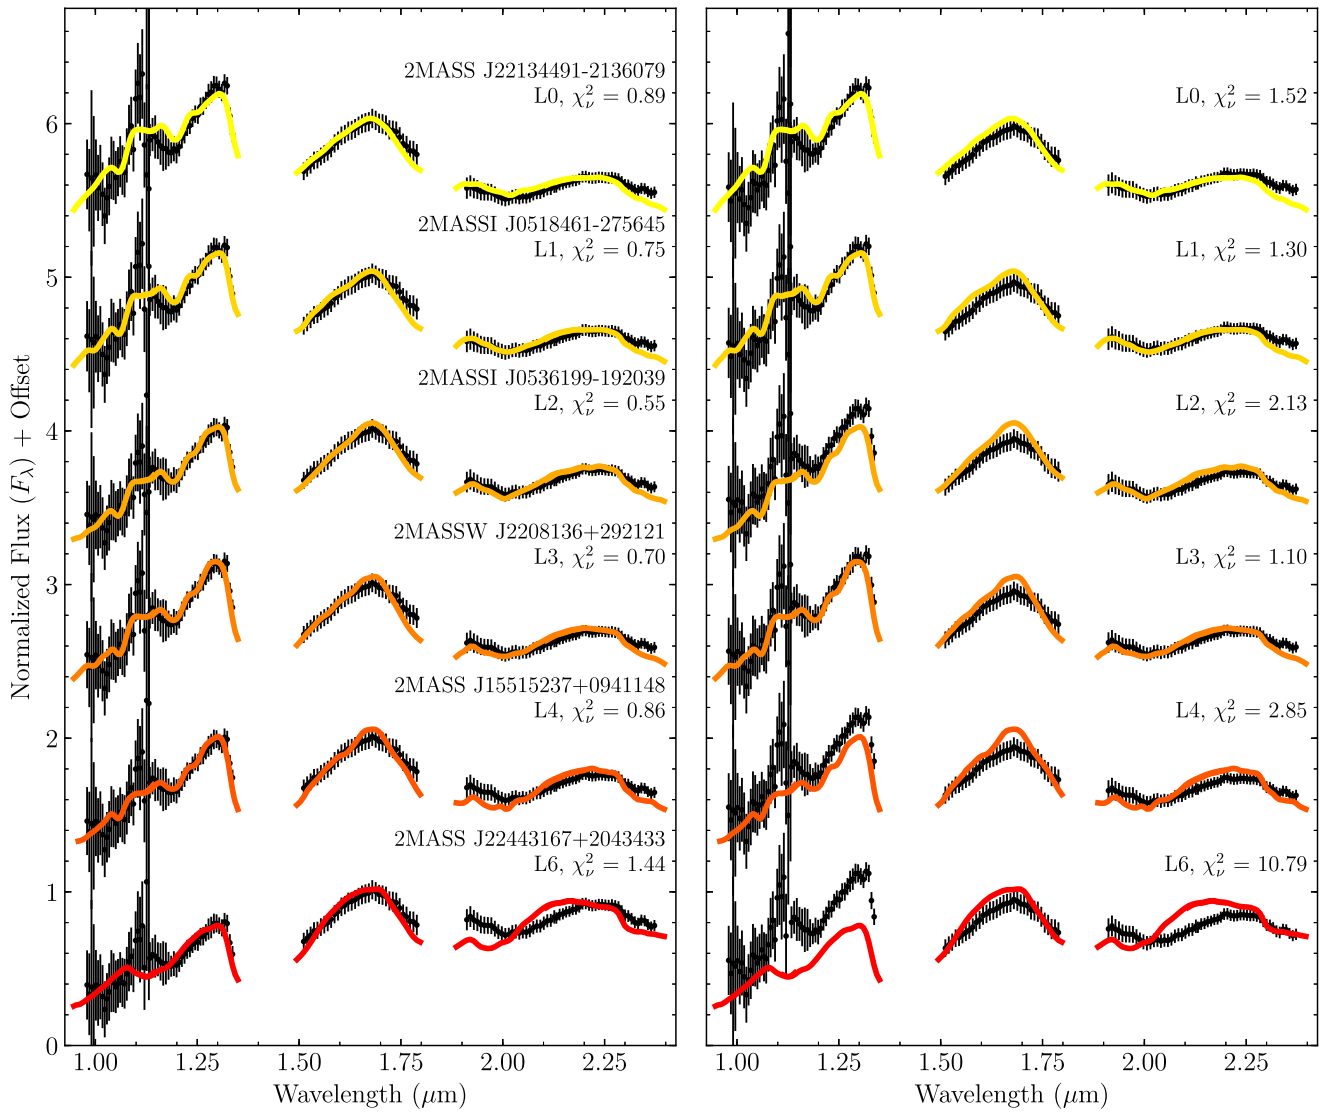 Normalized Flux (Fλ) + Offset
2MASS J22134491-2136079
L0, χ²ν = 0.89
2MASSI J0518461-275645
L1, χ²ν = 0.75
2MASSI J0536199-192039
L2, χ²ν = 0.55
2MASSW J2208136+292121
L3, χ²ν = 0.70
2MASS J15515237+0941148
L4, χ²ν = 0.86
2MASS J22443167+2043433
L6, χ²ν = 1.44
6
5
4
3
2
1
0
1.00 1.25 1.50 1.75 2.00 2.25
Wavelength (μm)
L0, χ²ν = 1.52
L1, χ²ν = 1.30
L2, χ²ν = 2.13
L3, χ²ν = 1.10
L4, χ²ν = 2.85
L6, χ²ν = 10.79
1.00 1.25 1.50 1.75 2.00 2.25
Wavelength (μm)